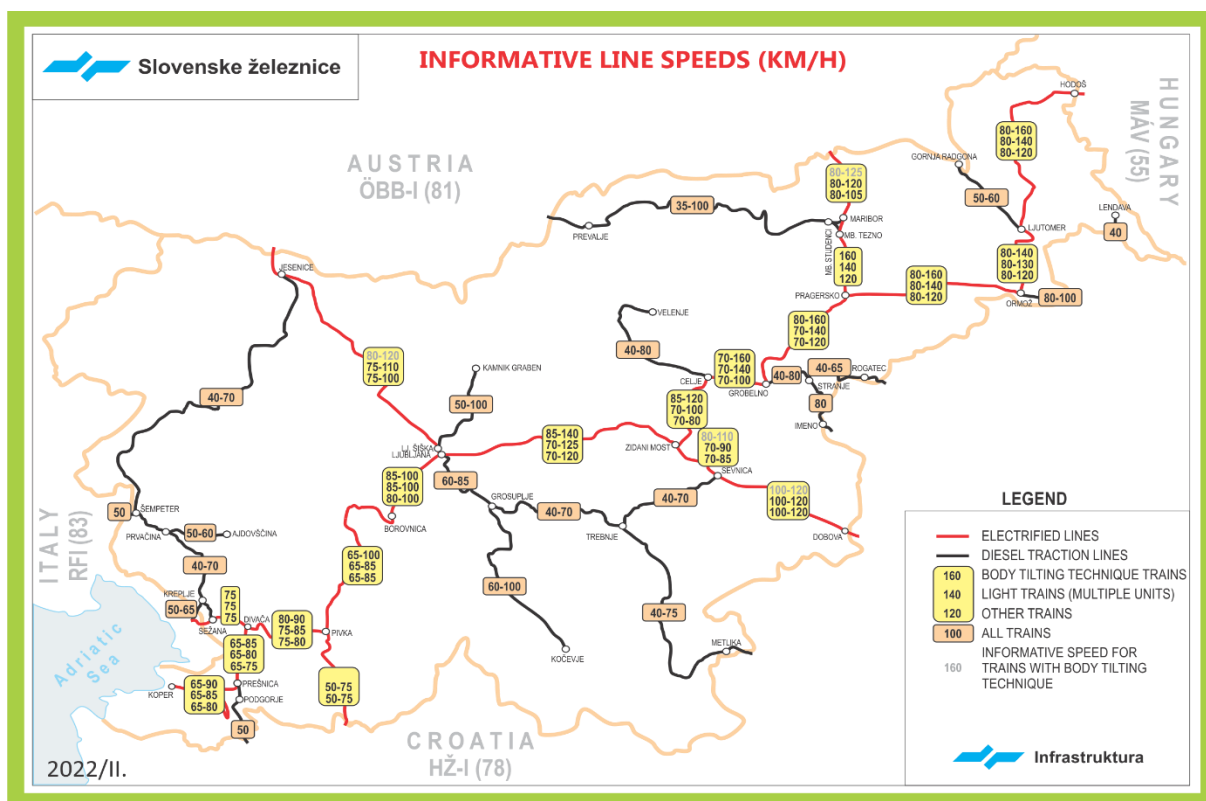 Slovenske železnice
INFORMATIVE LINE SPEEDS (KM/H)
HUNGARY
MÁV (55)
AUSTRIA
ÖBB-I (81)
ITALY
RFI (83)
CROATIA
HŽ-I (78)
Adriatic
Sea
HODOŠ
80-160
80-140
80-120
GORNJA RADGONA
50-60
LENDAVA
40
LJUTOMER
80-140
80-130
80-120
ORMOŽ
80-100
80-125
80-120
80-105
35-100
PREVALJE
MARIBOR
MB. TEZNO
MB. STUDENCI
160
140
120
PRAGERSKO
80-160
80-140
80-120
80-160
70-140
70-120
VELENJE
40-80
CELJE
70-160
70-140
70-100
GROBELNO
40-80
40-65
ROGATEC
STRANJE
80
IMENO
85-120
70-100
70-80
ZIDANI MOST
80-110
70-90
70-85
SEVNICA
100-120
100-120
100-120
DOBOVA
JESENICE
80-120
75-110
75-100
KAMNIK GRABEN
50-100
40-70
LJ. ŠIŠKA
LJUBLJANA
85-140
70-125
70-120
60-85
GROSUPLJE
40-70
40-70
TREBNJE
60-100
KOČEVJE
40-75
METLIKA
85-100
85-100
80-100
BOROVNICA
65-100
65-85
65-85
50
ŠEMPETER
PRVAČINA
50-60
AJDOVŠČINA
40-70
KREPLJE
50-65
SEŽANA
75
75
75
DIVAČA
80-90
75-85
75-80
PIVKA
65-85
65-80
65-75
50-75
50-75
PREŠNICA
KOPER
65-90
65-85
65-80
PODGORJE
50
LEGEND
ELECTRIFIED LINES
DIESEL TRACTION LINES
160 BODY TILTING TECHNIQUE TRAINS
140 LIGHT TRAINS (MULTIPLE UNITS)
120 OTHER TRAINS
100 ALL TRAINS
INFORMATIVE SPEED FOR
160 TRAINS WITH BODY TILTING
TECHNIQUE
Infrastruktura
2022/II.